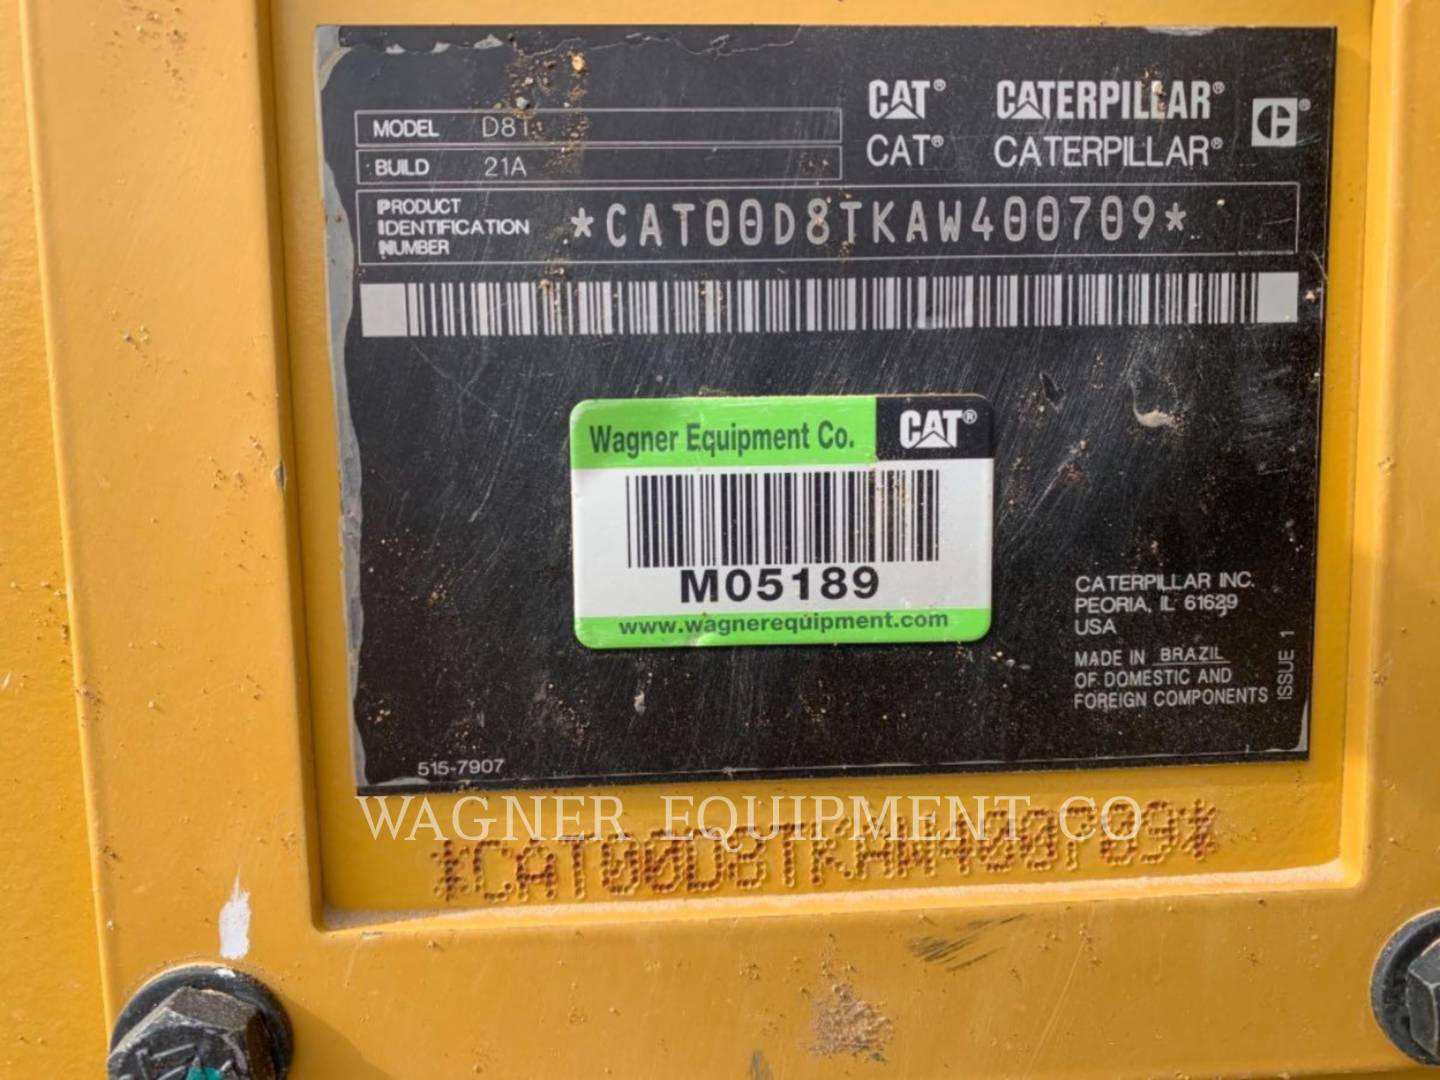 MODEL D8T
BUILD 21A
CAT® CATERPILLAR®
CAT® CATERPILLAR®
PRODUCT
IDENTIFICATION
NUMBER
*CAT00D8TKAW400709*
Wagner Equipment Co. CAT®
M05189
www.wagnerequipment.com
CATERPILLAR INC.
PEORIA, IL 61629
USA
MADE IN BRAZIL
OF DOMESTIC AND
FOREIGN COMPONENTS
ISSUE 1
515-7907
WAGNER EQUIPMENT CO
*CAT00D8TKAW400709*